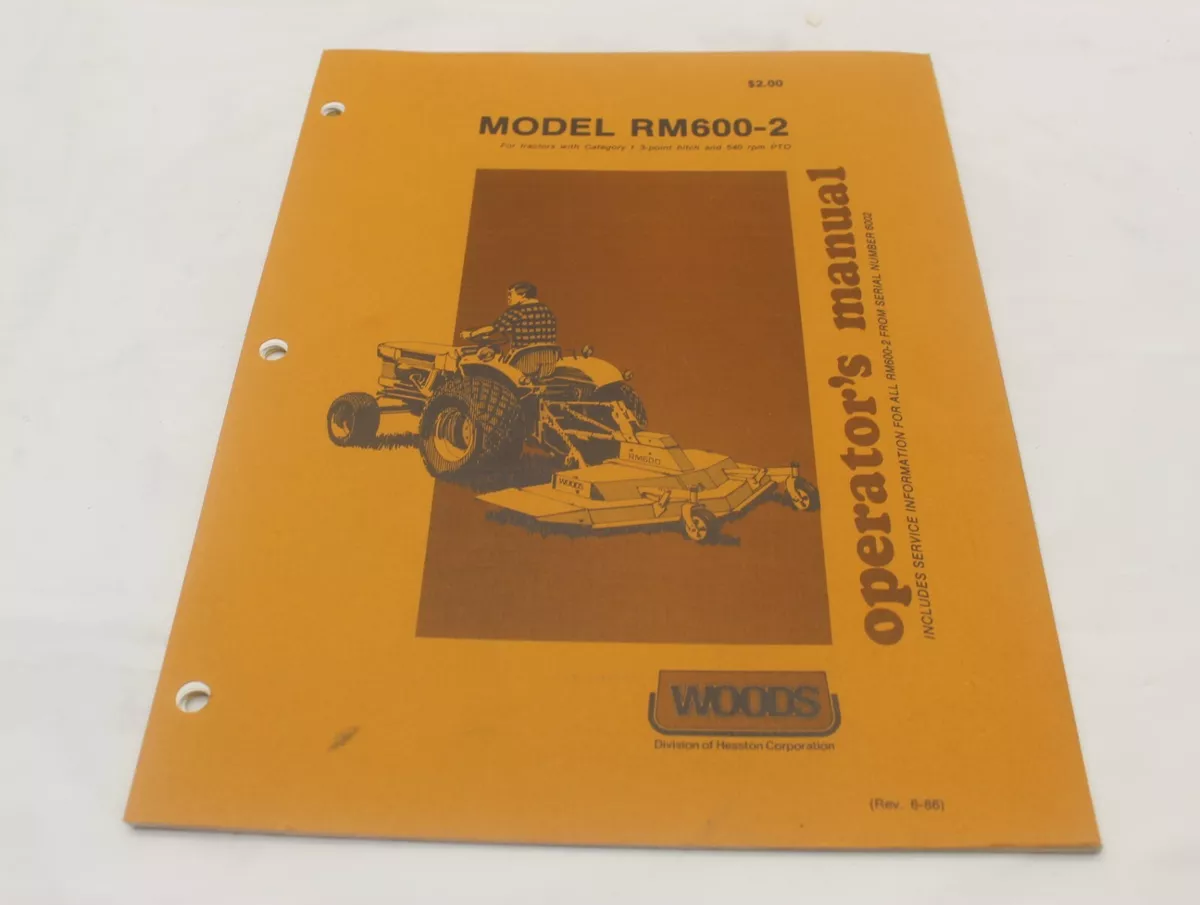 $2.00
MODEL RM600-2
For tractors with Category 1 3-point hitch and 540 rpm PTO
operator's manual
INCLUDES SERVICE INFORMATION FOR ALL RM600-2 FROM SERIAL NUMBER 6002
RM600
WOODS
WOODS
Division of Hesston Corporation
(Rev. 6-86)